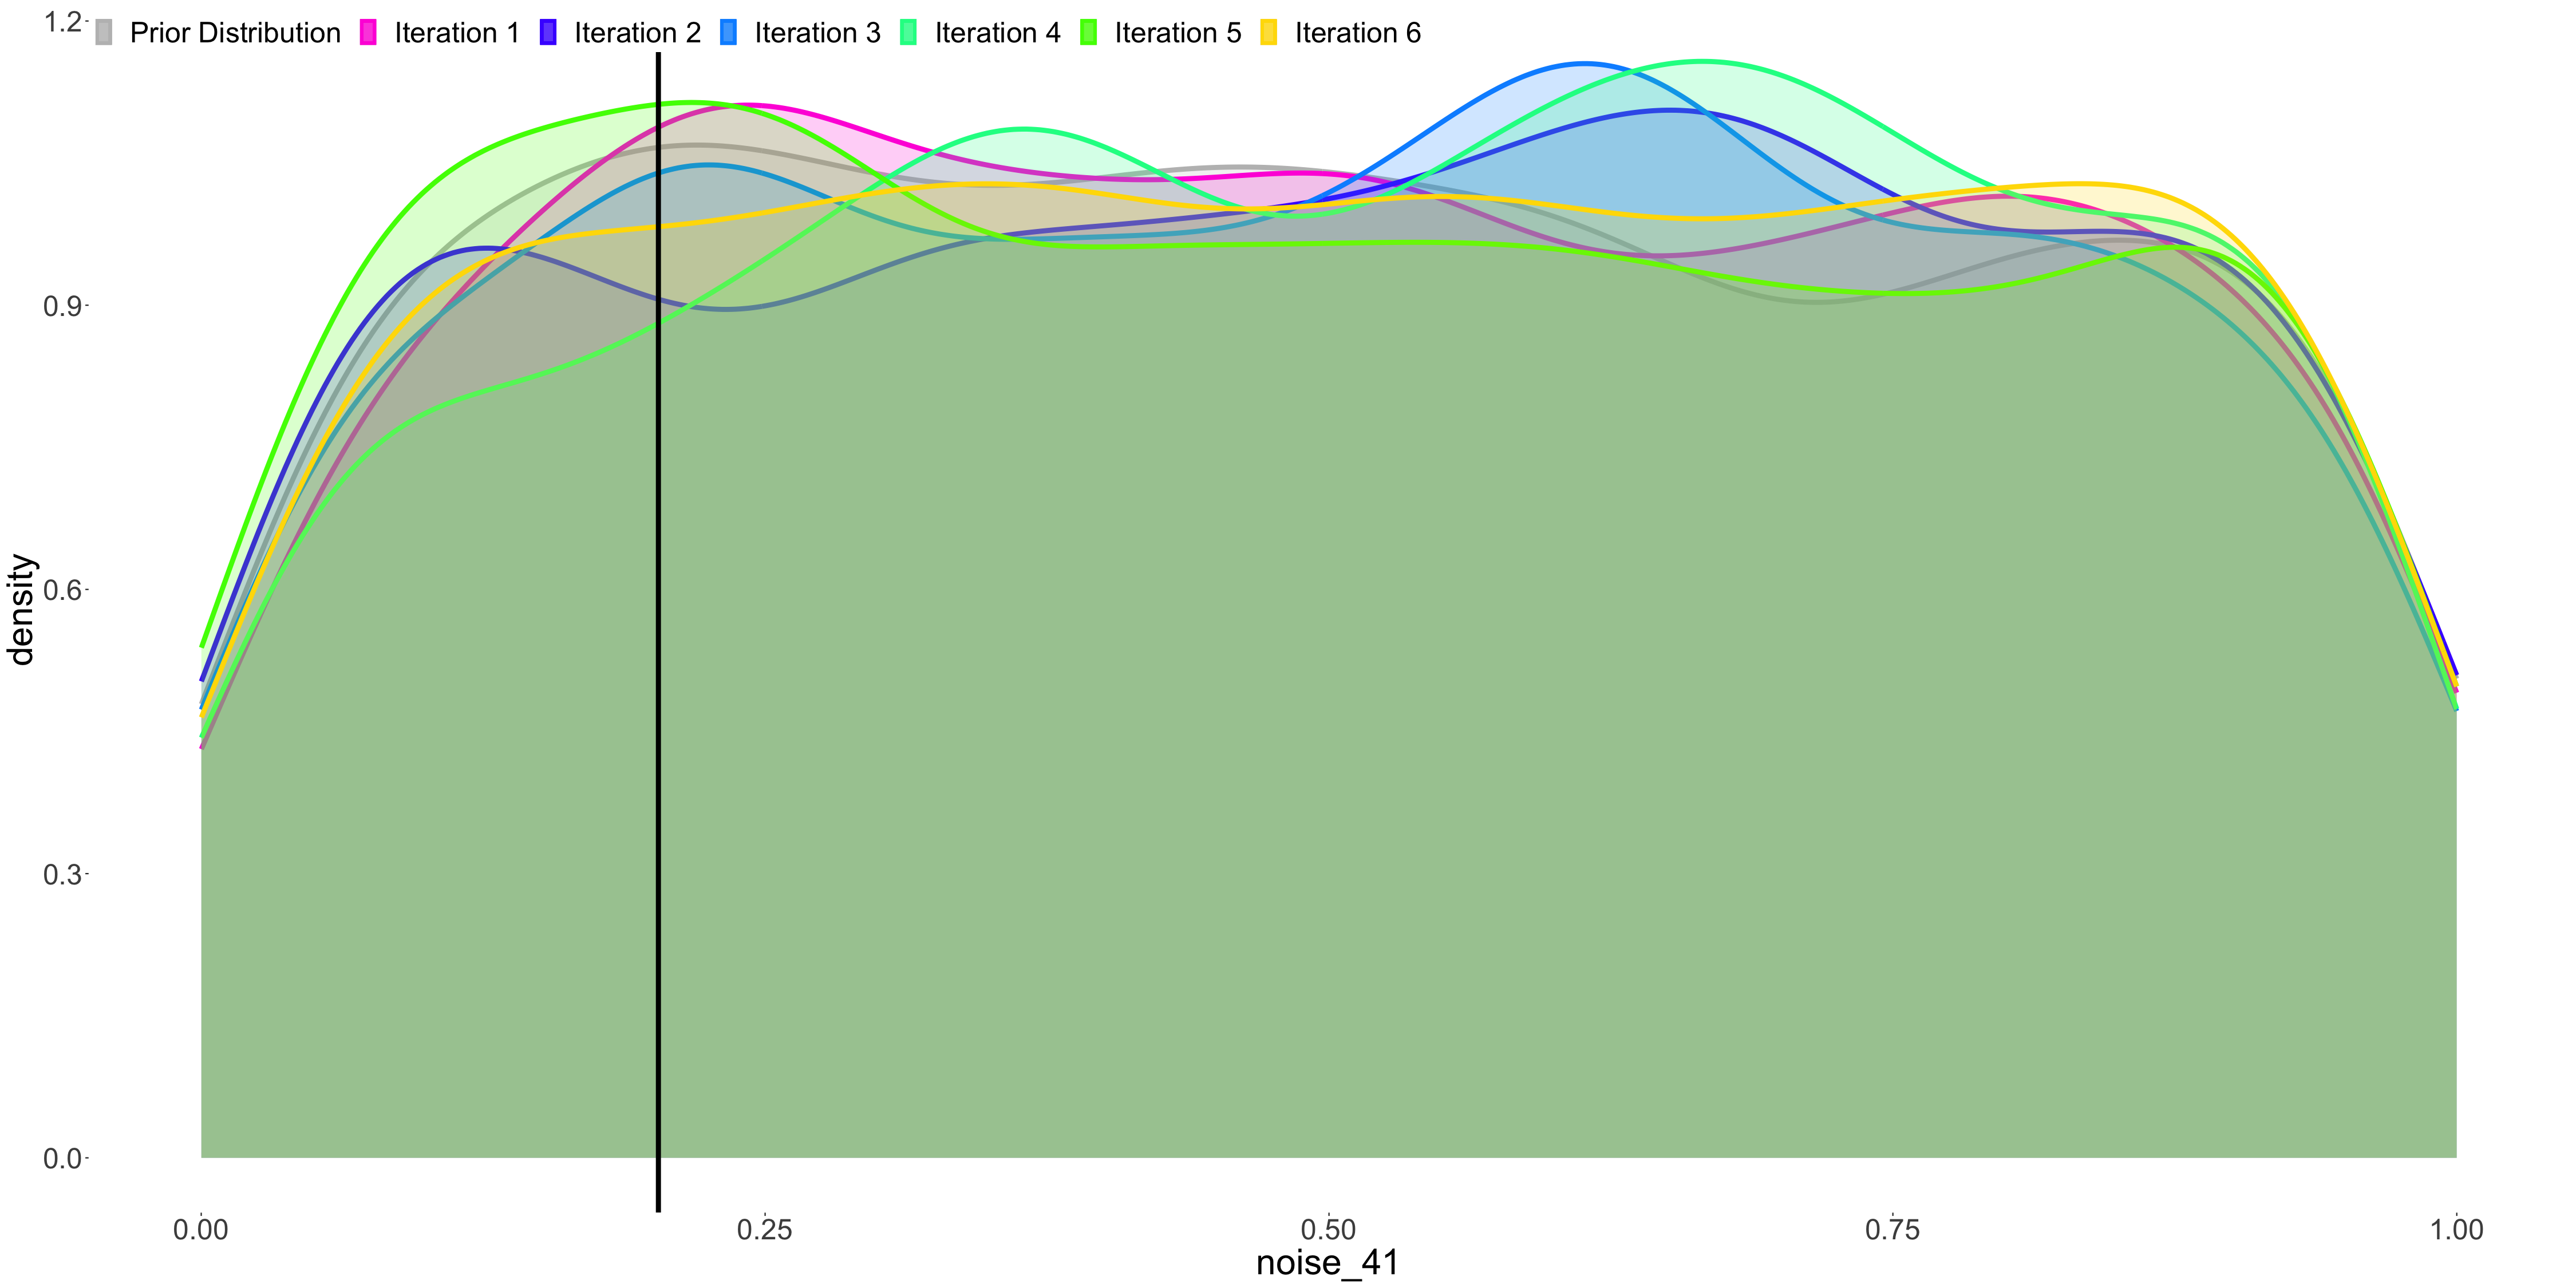 Prior Distribution Iteration 1 Iteration 2 Iteration 3 Iteration 4 Iteration 5 Iteration 6
1.2
0.9
0.6
0.3
0.0
density
0.00 0.25 0.50 0.75 1.00
noise_41